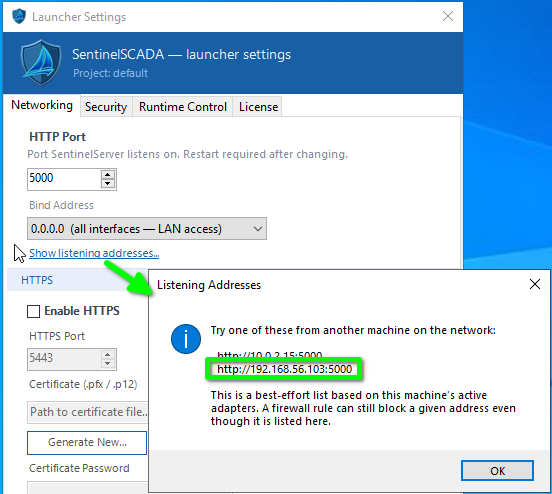 Launcher Settings
SentinelSCADA — launcher settings
Project: default
Networking Security Runtime Control License
HTTP Port
Port SentinelServer listens on. Restart required after changing.
5000
Bind Address
0.0.0.0 (all interfaces — LAN access)
Show listening addresses...
HTTPS
Enable HTTPS
HTTPS Port
5443
Certificate (.pfx / .p12)
Path to certificate file..
Generate New...
Certificate Password
Listening Addresses
Try one of these from another machine on the network:
http://10.0.2.15:5000
http://192.168.56.103:5000
This is a best-effort list based on this machine's active
adapters. A firewall rule can still block a given address even
though it is listed here.
OK